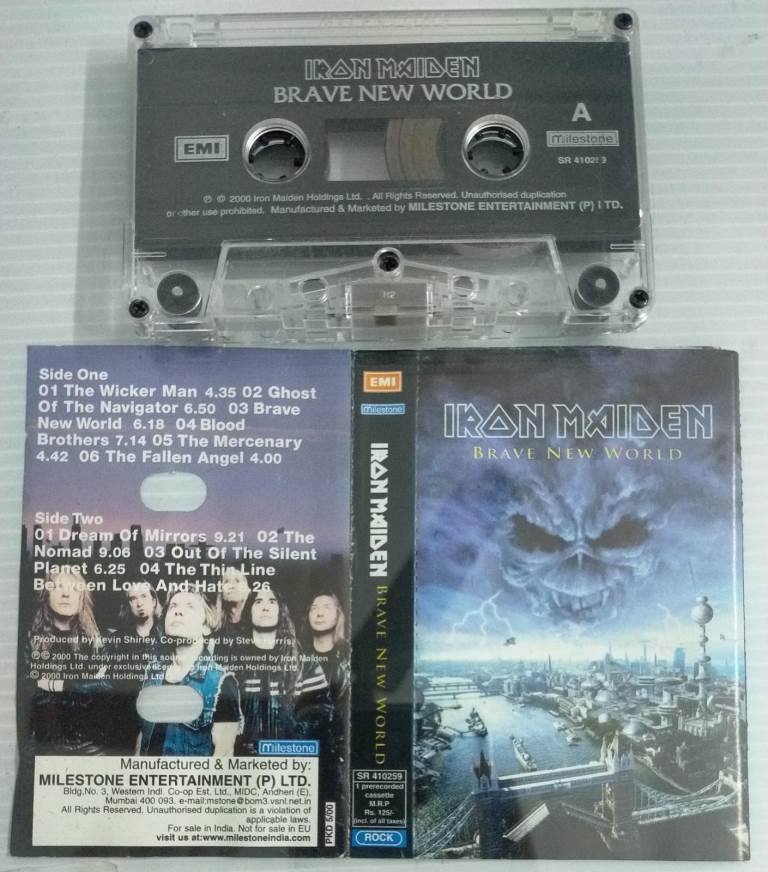 IRON MAIDEN
BRAVE NEW WORLD
A
EMI
milestone
SR 410259
℗ © 2000 Iron Maiden Holdings Ltd. . All Rights Reserved. Unauthorised duplication
or other use prohibited. Manufactured & Marketed by MILESTONE ENTERTAINMENT (P) LTD.
Side One
01 The Wicker Man 4.35 02 Ghost
Of The Navigator 6.50 03 Brave
New World 6.18 04 Blood
Brothers 7.14 05 The Mercenary
4.42 06 The Fallen Angel 4.00
Side Two
01 Dream Of Mirrors 9.21 02 The
Nomad 9.06 03 Out Of The Silent
Planet 6.25 04 The Thin Line
Between Love And Hate 8.26
Produced by Kevin Shirley. Co-produced by Steve Harris.
℗© 2000 The copyright in this sound recording is owned by Iron Maiden
Holdings Ltd. under exclusive to Iron Maiden Holdings Ltd.
© 2000 Iron Maiden Holdings Ltd.
milestone
Manufactured & Marketed by:
MILESTONE ENTERTAINMENT (P) LTD.
Bldg.No. 3, Western Indl. Co-op Est. Ltd., MIDC, Andheri (E),
Mumbai 400 093. e-mail:mstone@bom3.vsnl.net.in
All Rights Reserved. Unauthorised duplication is a violation of
applicable laws.
For sale in India. Not for sale in EU
visit us at:www.milestoneindia.com
PKD 5/00
EMI
milestone
IRON MAIDEN BRAVE NEW WORLD
SR 410259
1 prerecorded
cassette
M.R.P
Rs. 125/-
(incl. of all taxes)
ROCK
IRON MAIDEN
BRAVE NEW WORLD